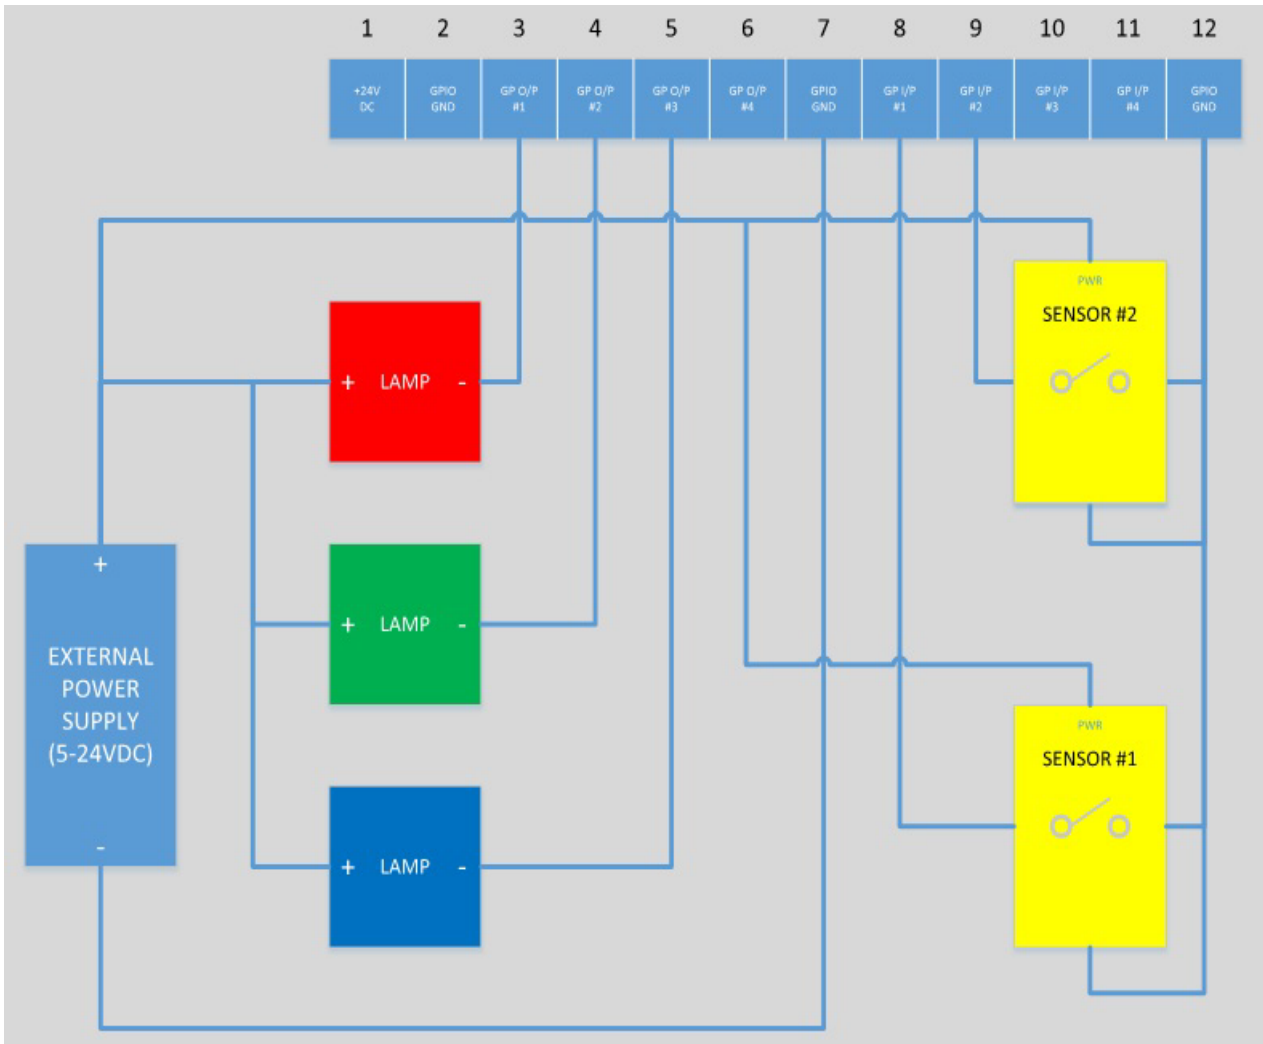 1 2 3 4 5 6 7 8 9 10 11 12
+24V DC
GPIO GND
GP O/P #1
GP O/P #2
GP O/P #3
GP O/P #4
GPIO GND
GP I/P #1
GP I/P #2
GP I/P #3
GP I/P #4
GPIO GND
PWR
SENSOR #2
+ LAMP -
+
EXTERNAL
POWER
SUPPLY
(5-24VDC)
-
+ LAMP -
+ LAMP -
PWR
SENSOR #1